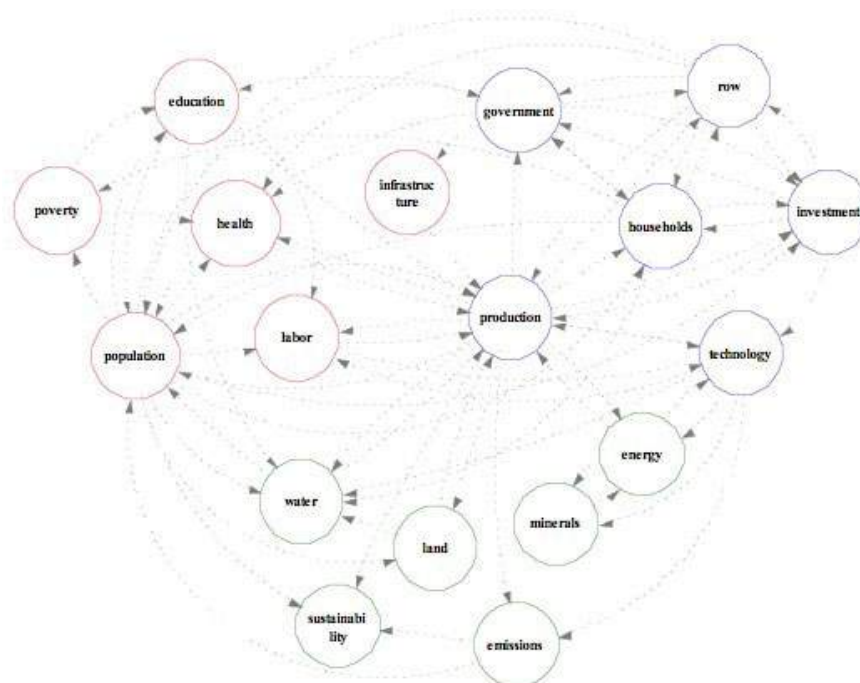 row
education
government
infrastruc
ture
poverty
health
households
investment
production
labor
population
technology
energy
water
minerals
land
sustainabi
lity
emissions